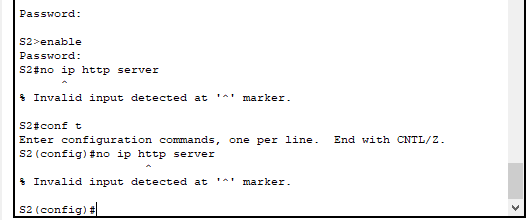 Password:
S2>enable
Password:
S2#no ip http server
^
% Invalid input detected at '^' marker.
S2#conf t
Enter configuration commands, one per line.  End with CNTL/Z.
S2(config)#no ip http server
^
% Invalid input detected at '^' marker.
S2(config)#